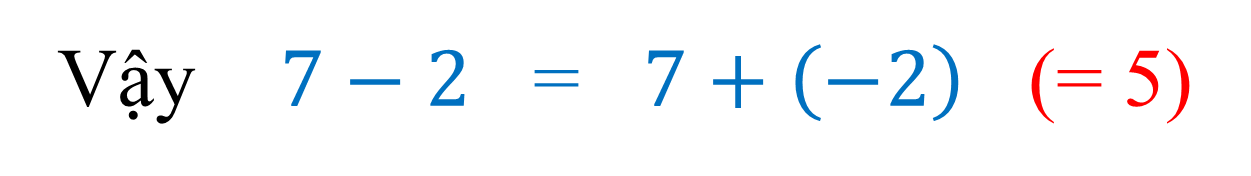 Vậy 7 − 2 = 7 + (−2) (= 5)